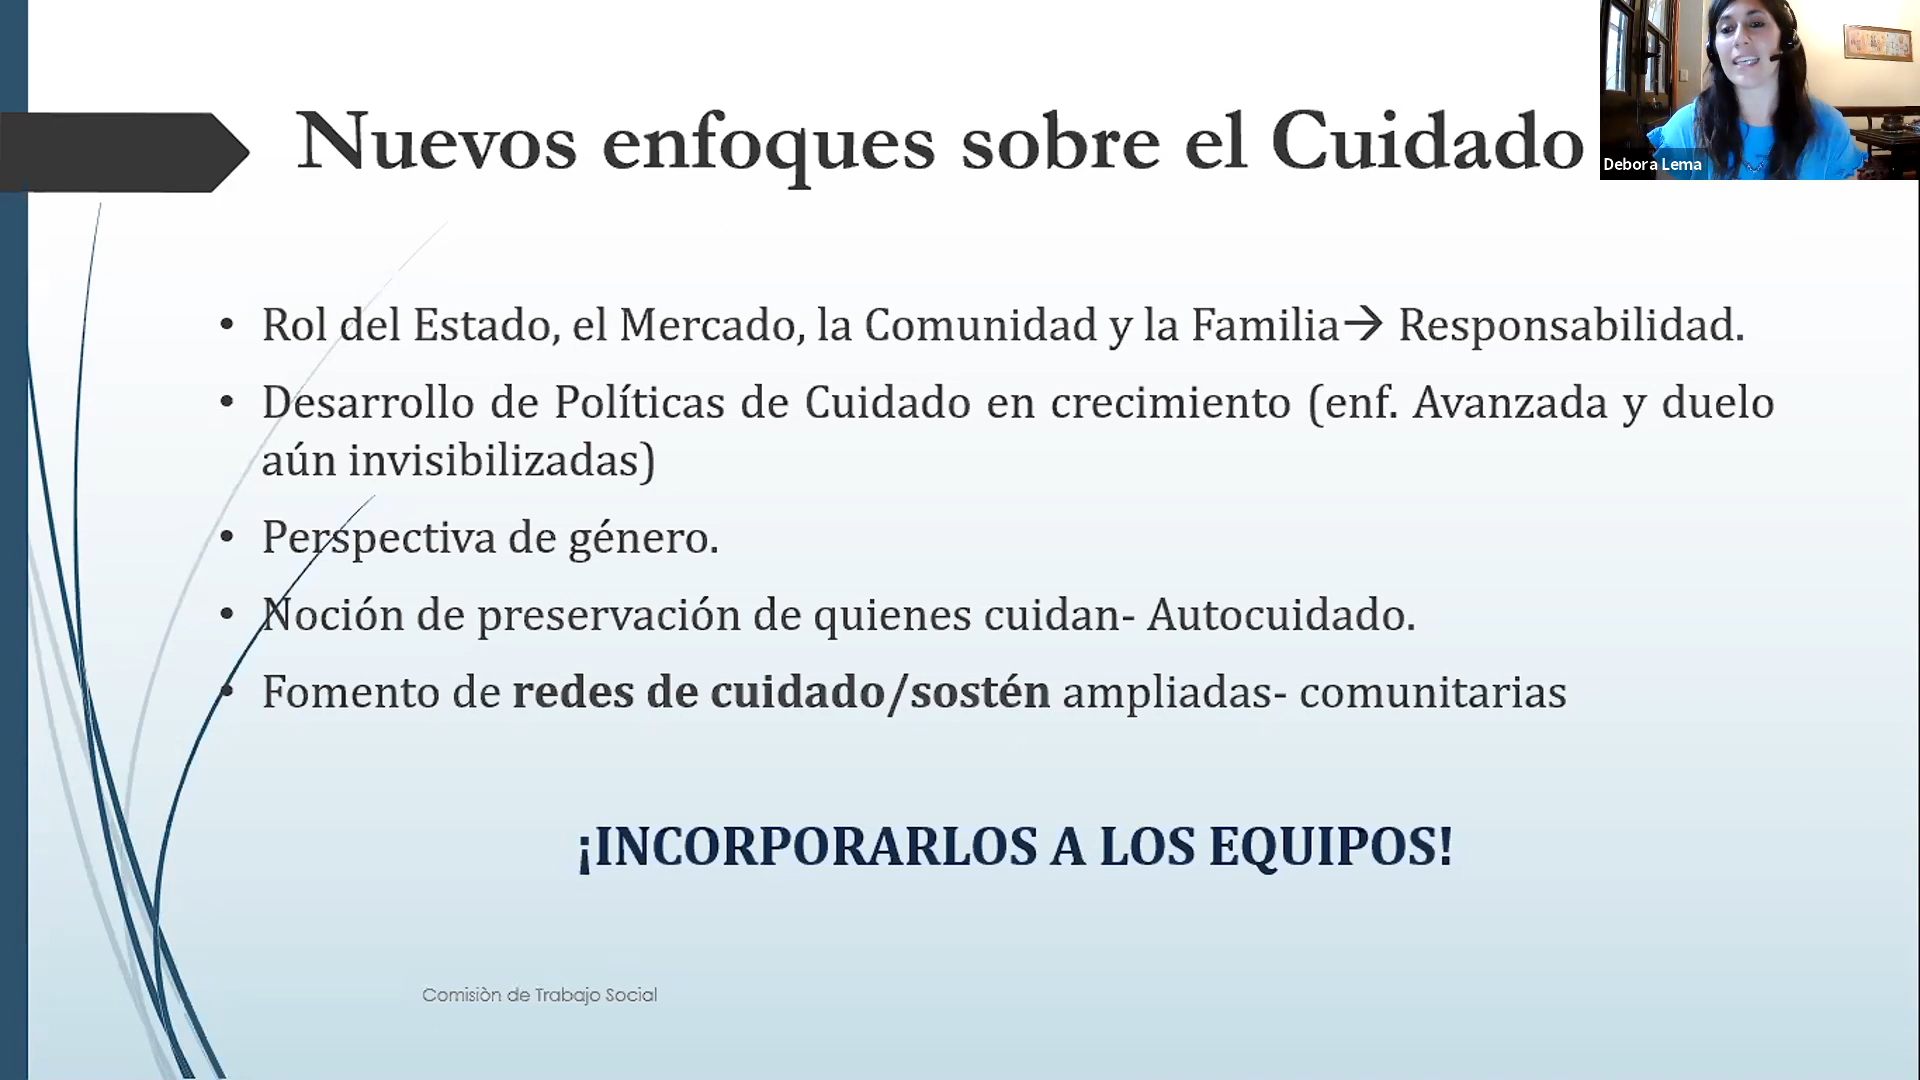 Nuevos enfoques sobre el Cuidado
Debora Lema
• Rol del Estado, el Mercado, la Comunidad y la Familia→ Responsabilidad.
• Desarrollo de Políticas de Cuidado en crecimiento (enf. Avanzada y duelo
aún invisibilizadas)
• Perspectiva de género.
• Noción de preservación de quienes cuidan- Autocuidado.
• Fomento de redes de cuidado/sostén ampliadas- comunitarias
¡INCORPORARLOS A LOS EQUIPOS!
Comisiòn de Trabajo Social